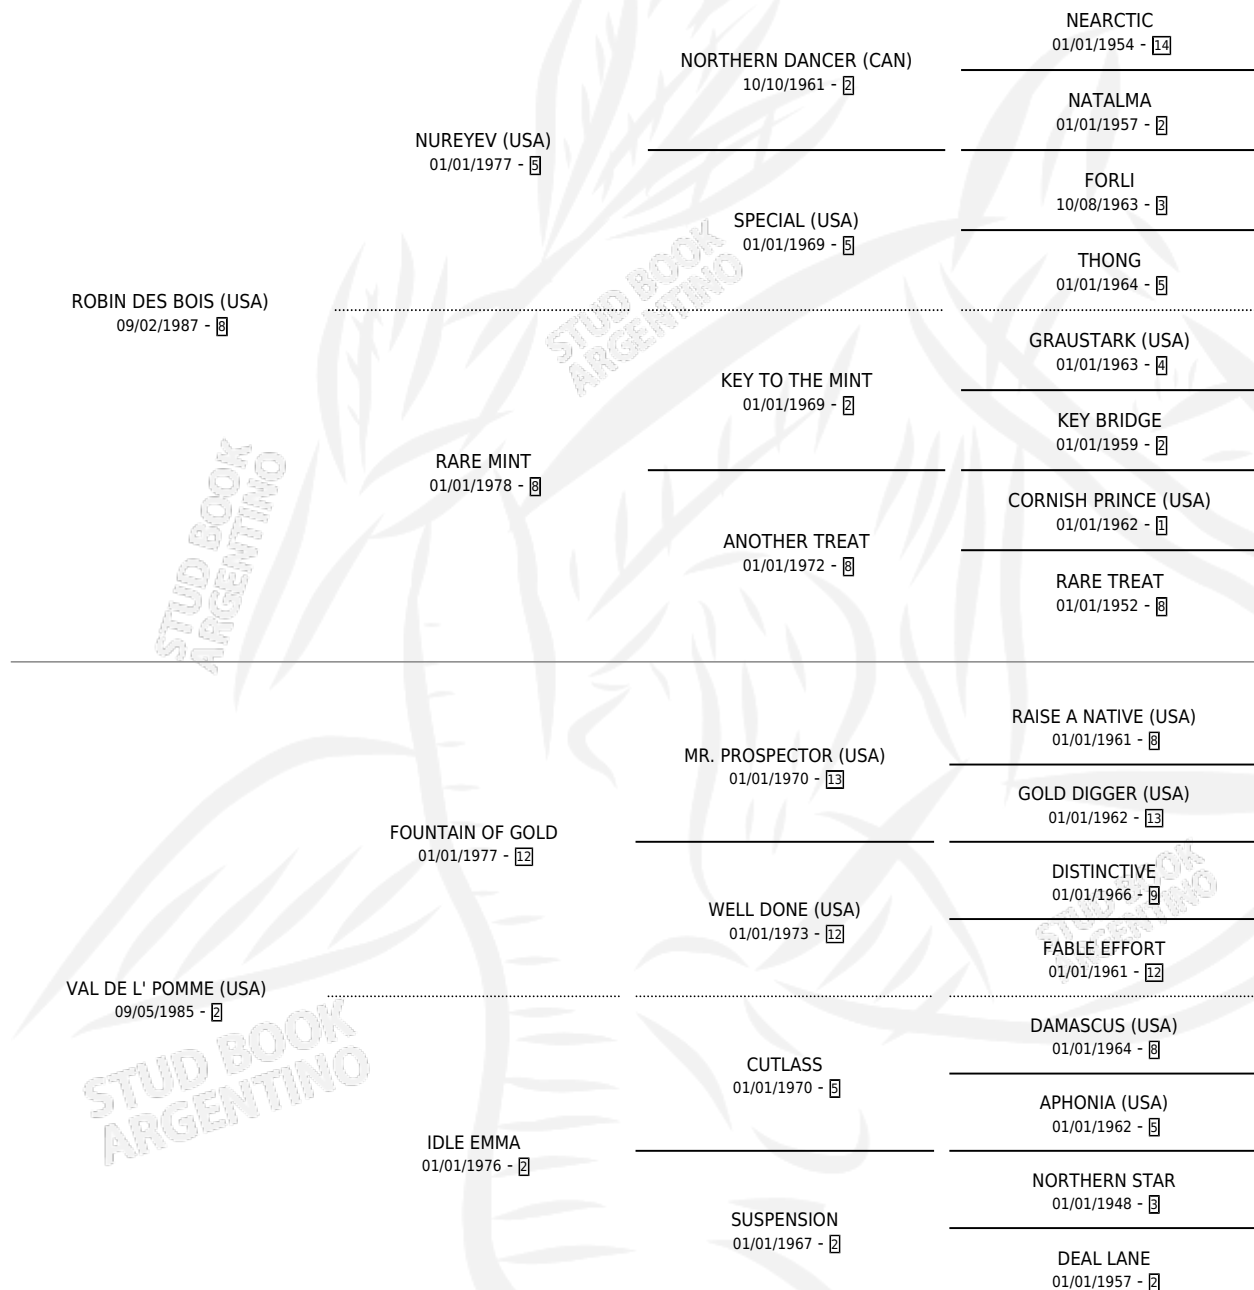 NEARCTIC
01/01/1954 - 14
NORTHERN DANCER (CAN)
10/10/1961 - 2
NATALMA
01/01/1957 - 2
NUREYEV (USA)
01/01/1977 - 5
FORLI
10/08/1963 - 3
SPECIAL (USA)
01/01/1969 - 5
THONG
01/01/1964 - 5
ROBIN DES BOIS (USA)
09/02/1987 - 8
GRAUSTARK (USA)
01/01/1963 - 4
KEY TO THE MINT
01/01/1969 - 2
KEY BRIDGE
01/01/1959 - 2
RARE MINT
01/01/1978 - 8
CORNISH PRINCE (USA)
01/01/1962 - 1
ANOTHER TREAT
01/01/1972 - 8
RARE TREAT
01/01/1952 - 8
RAISE A NATIVE (USA)
01/01/1961 - 8
MR. PROSPECTOR (USA)
01/01/1970 - 13
GOLD DIGGER (USA)
01/01/1962 - 13
FOUNTAIN OF GOLD
01/01/1977 - 12
DISTINCTIVE
01/01/1966 - 9
WELL DONE (USA)
01/01/1973 - 12
FABLE EFFORT
01/01/1961 - 12
VAL DE L' POMME (USA)
09/05/1985 - 2
DAMASCUS (USA)
01/01/1964 - 8
CUTLASS
01/01/1970 - 5
APHONIA (USA)
01/01/1962 - 5
IDLE EMMA
01/01/1976 - 2
NORTHERN STAR
01/01/1948 - 3
SUSPENSION
01/01/1967 - 2
DEAL LANE
01/01/1957 - 2
STUD BOOK
ARGENTINO
STUD BOOK
ARGENTINO
STUD BOOK
ARGENTINO
STUD BOOK
ARGENTINO